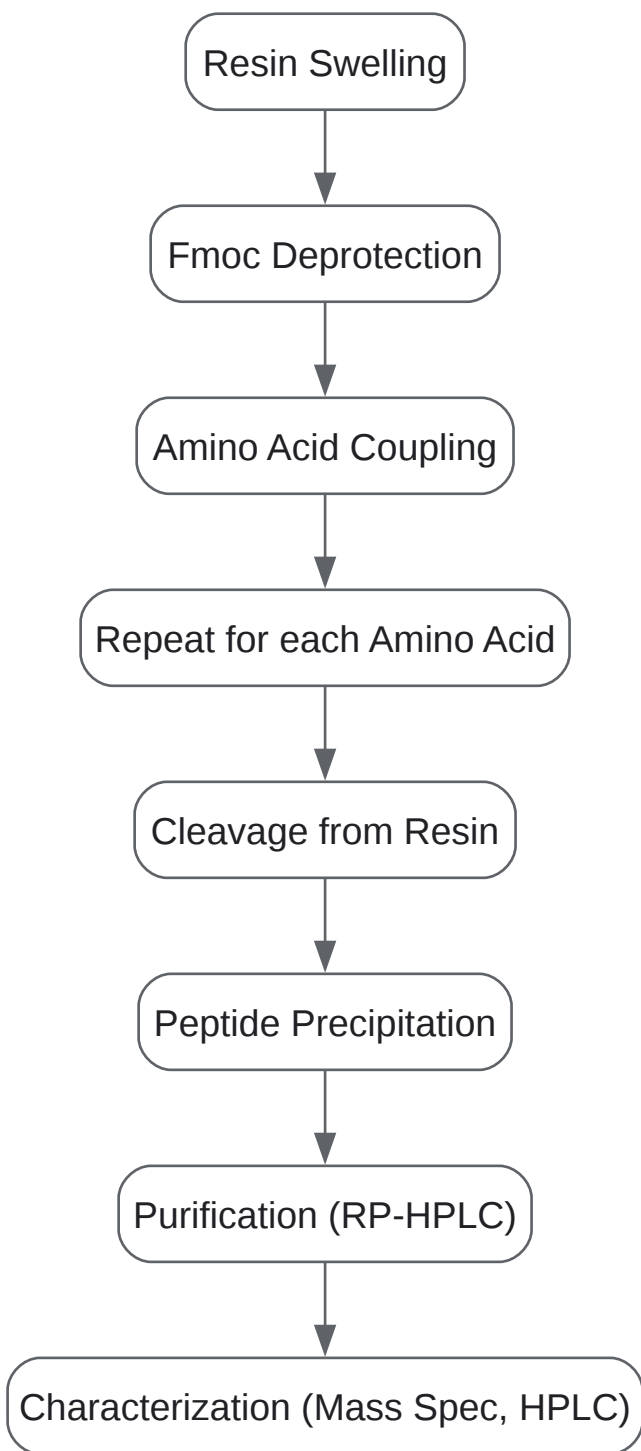 Resin Swelling
Fmoc Deprotection
Amino Acid Coupling
Repeat for each Amino Acid
Cleavage from Resin
Peptide Precipitation
Purification (RP-HPLC)
Characterization (Mass Spec, HPLC)